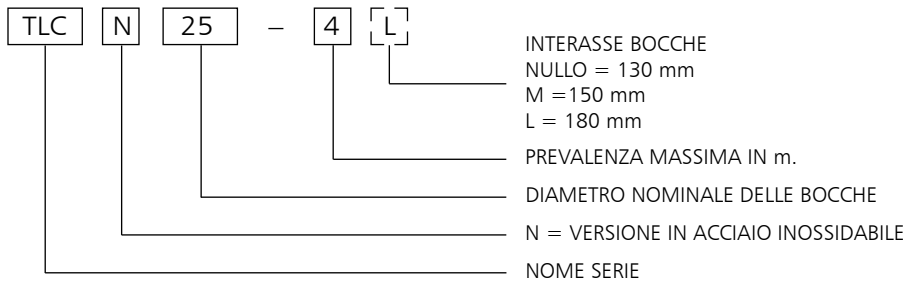 TLC N 25 – 4 L
INTERASSE BOCCHE
NULLO = 130 mm
M =150 mm
L = 180 mm
PREVALENZA MASSIMA IN m.
DIAMETRO NOMINALE DELLE BOCCHE
N = VERSIONE IN ACCIAIO INOSSIDABILE
NOME SERIE